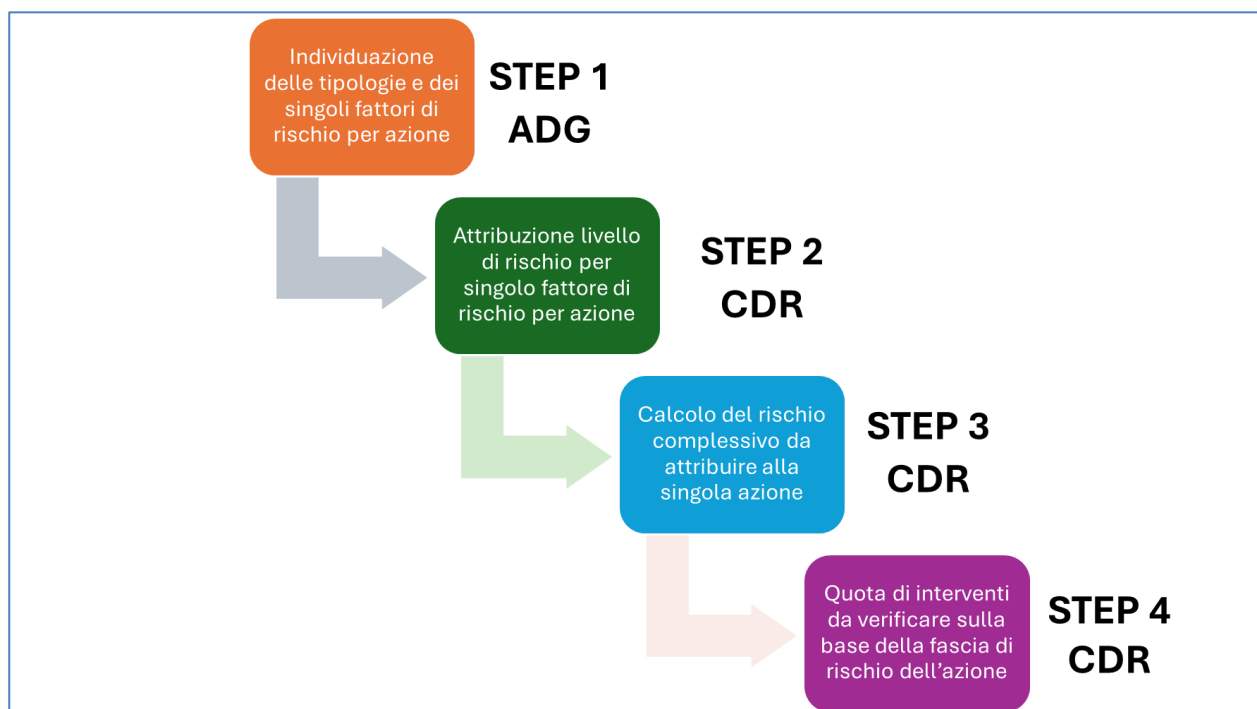 Individuazione
delle tipologie e dei
singoli fattori di
rischio per azione
STEP 1
ADG
Attribuzione livello
di rischio per
singolo fattore di
rischio per azione
STEP 2
CDR
Calcolo del rischio
complessivo da
attribuire alla
singola azione
STEP 3
CDR
Quota di interventi
da verificare sulla
base della fascia di
rischio dell’azione
STEP 4
CDR